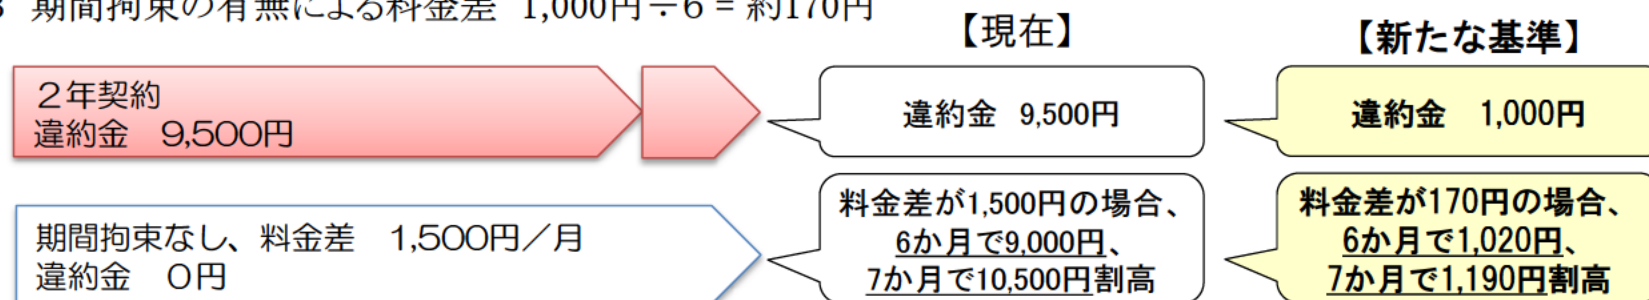 3 期間拘束の有無による料金差 1,000円÷6 = 約170円
【現在】
【新たな基準】
２年契約
違約金　9,500円
違約金 9,500円
違約金　1,000円
期間拘束なし、料金差　1,500円／月
違約金　０円
料金差が1,500円の場合、
6か月で9,000円、
7か月で10,500円割高
料金差が170円の場合、
6か月で1,020円、
7か月で1,190円割高